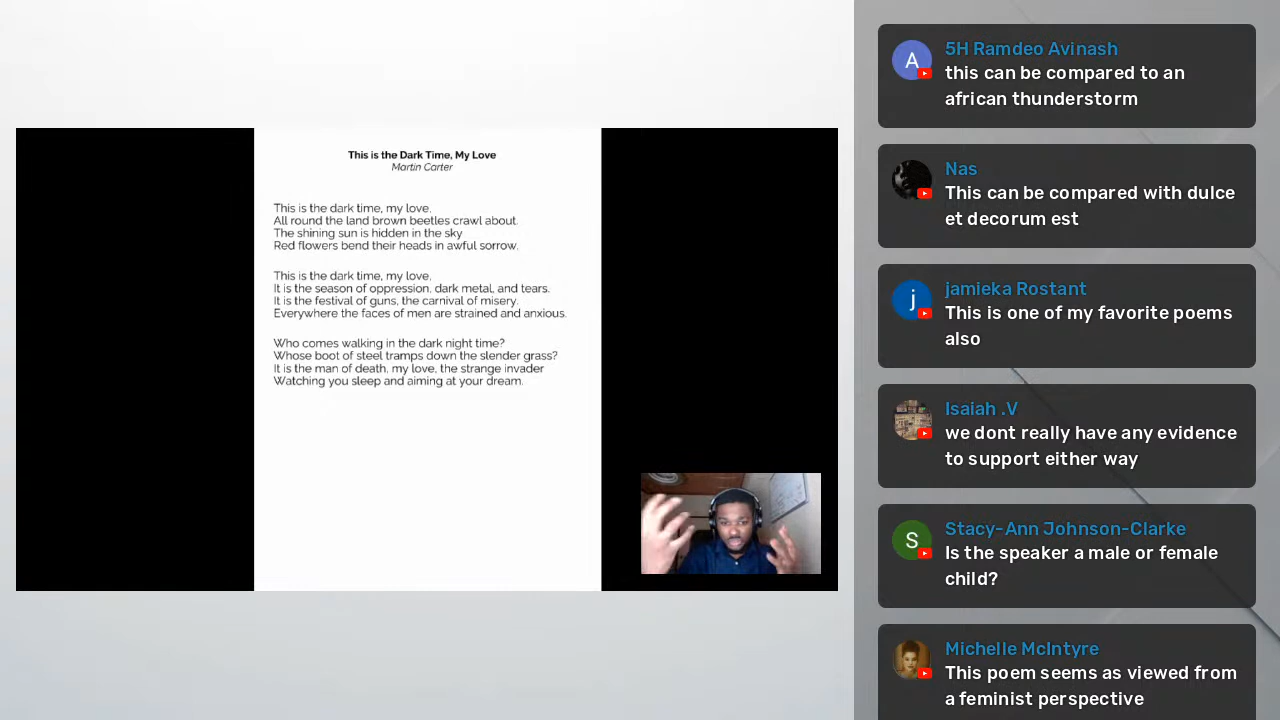 This is the Dark Time, My Love
Martin Carter
This is the dark time, my love,
All round the land brown beetles crawl about.
The shining sun is hidden in the sky
Red flowers bend their heads in awful sorrow.
This is the dark time, my love,
It is the season of oppression, dark metal, and tears.
It is the festival of guns, the carnival of misery.
Everywhere the faces of men are strained and anxious.
Who comes walking in the dark night time?
Whose boot of steel tramps down the slender grass?
It is the man of death, my love, the strange invader
Watching you sleep and aiming at your dream.
A
5H Ramdeo Avinash
this can be compared to an
african thunderstorm
Nas
This can be compared with dulce
et decorum est
j
jamieka Rostant
This is one of my favorite poems
also
Isaiah .V
we dont really have any evidence
to support either way
S
Stacy-Ann Johnson-Clarke
Is the speaker a male or female
child?
Michelle McIntyre
This poem seems as viewed from
a feminist perspective